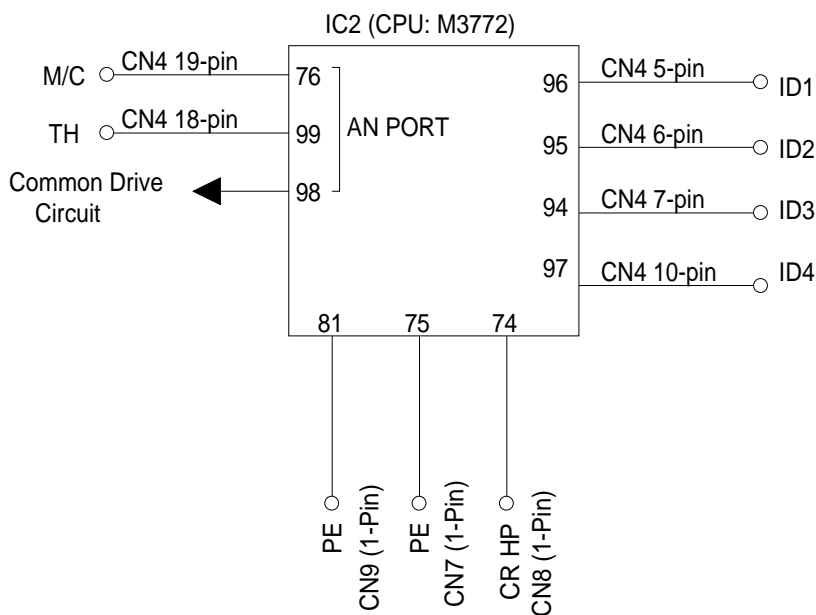 IC2 (CPU: M3772)
M/C
CN4 19-pin
76
TH
CN4 18-pin
99
AN PORT
Common Drive
Circuit
98
96
CN4 5-pin
ID1
95
CN4 6-pin
ID2
94
CN4 7-pin
ID3
97
CN4 10-pin
ID4
81
75
74
PE
CN9 (1-Pin)
PE
CN7 (1-Pin)
CR HP
CN8 (1-Pin)